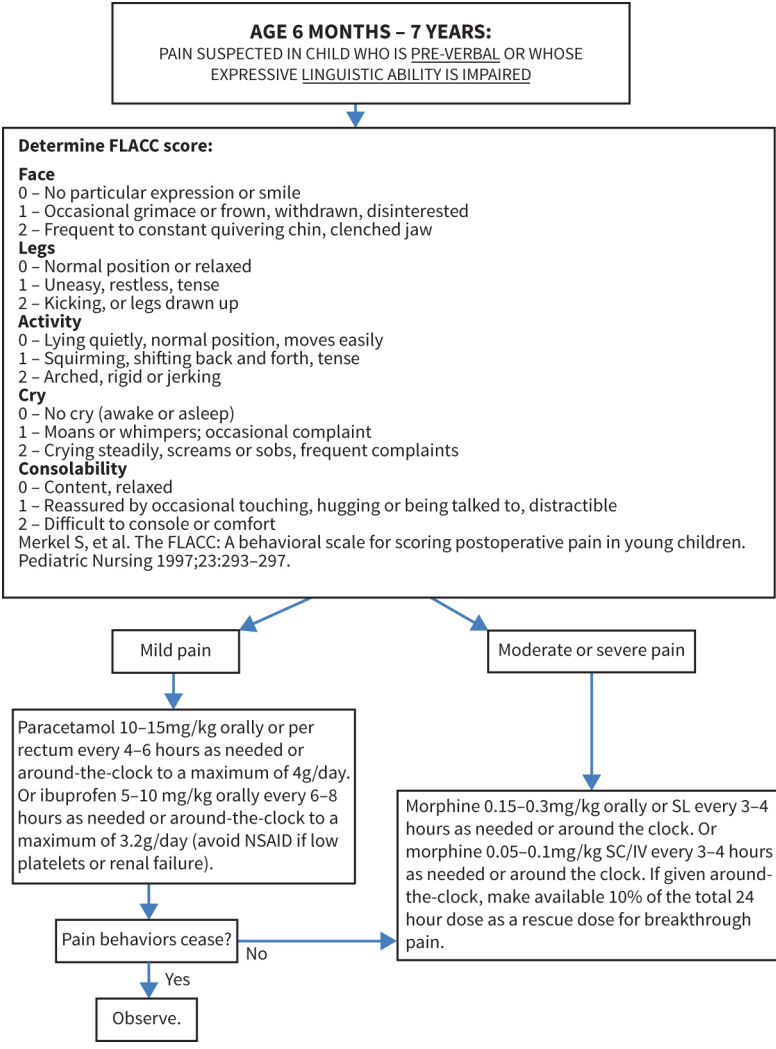 AGE 6 MONTHS – 7 YEARS:
PAIN SUSPECTED IN CHILD WHO IS PRE-VERBAL OR WHOSE
EXPRESSIVE LINGUISTIC ABILITY IS IMPAIRED
Determine FLACC score:
Face
0 – No particular expression or smile
1 – Occasional grimace or frown, withdrawn, disinterested
2 – Frequent to constant quivering chin, clenched jaw
Legs
0 – Normal position or relaxed
1 – Uneasy, restless, tense
2 – Kicking, or legs drawn up
Activity
0 – Lying quietly, normal position, moves easily
1 – Squirming, shifting back and forth, tense
2 – Arched, rigid or jerking
Cry
0 – No cry (awake or asleep)
1 – Moans or whimpers; occasional complaint
2 – Crying steadily, screams or sobs, frequent complaints
Consolability
0 – Content, relaxed
1 – Reassured by occasional touching, hugging or being talked to, distractible
2 – Difficult to console or comfort
Merkel S, et al. The FLACC: A behavioral scale for scoring postoperative pain in young children.
Pediatric Nursing 1997;23:293–297.
Mild pain
Moderate or severe pain
Paracetamol 10–15mg/kg orally or per
rectum every 4–6 hours as needed or
around-the-clock to a maximum of 4g/day.
Or ibuprofen 5–10 mg/kg orally every 6–8
hours as needed or around-the-clock to a
maximum of 3.2g/day (avoid NSAID if low
platelets or renal failure).
Morphine 0.15–0.3mg/kg orally or SL every 3–4
hours as needed or around the clock. Or
morphine 0.05–0.1mg/kg SC/IV every 3–4 hours
as needed or around the clock. If given around-
the-clock, make available 10% of the total 24
hour dose as a rescue dose for breakthrough
pain.
Pain behaviors cease?
No
Yes
Observe.